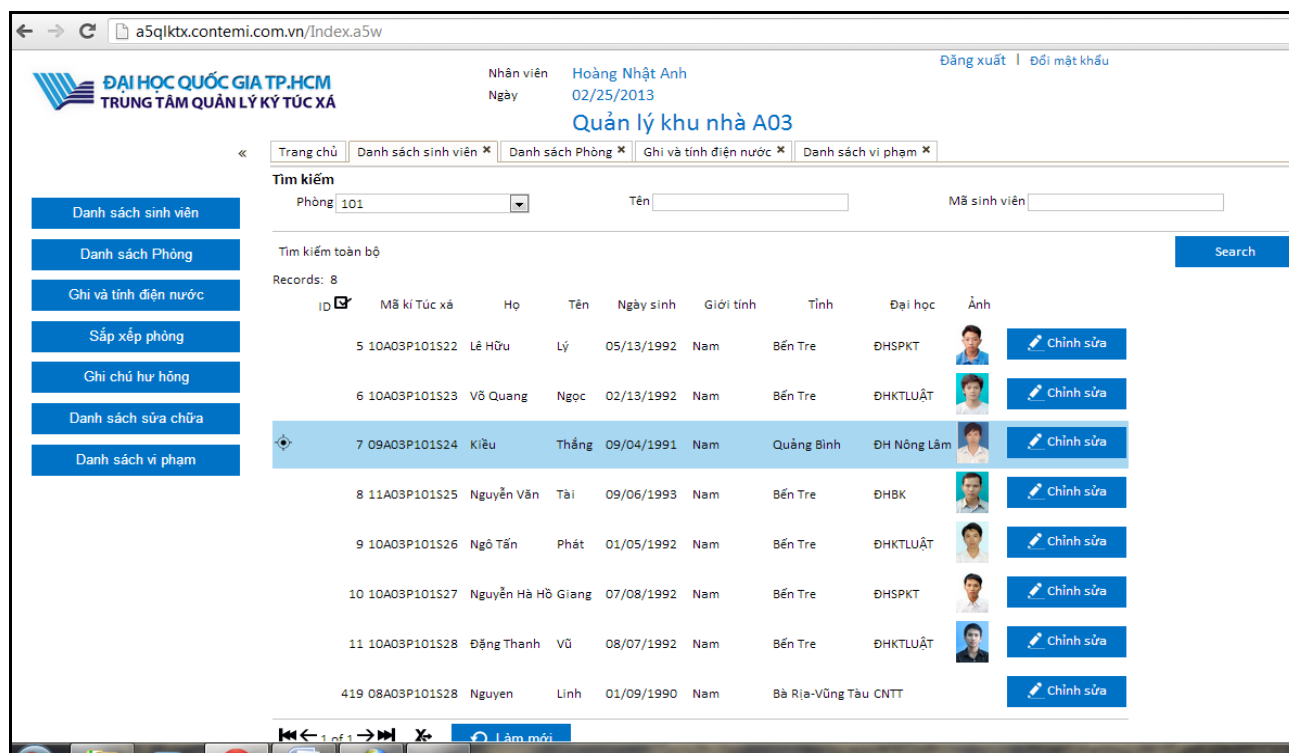 a5qlktx.contemi.com.vn/Index.a5w
Đăng xuất | Đổi mật khẩu
ĐẠI HỌC QUỐC GIA TP.HCM
TRUNG TÂM QUẢN LÝ KÝ TÚC XÁ
Nhân viên Hoàng Nhật Anh
Ngày 02/25/2013
Quản lý khu nhà A03
« Trang chủ Danh sách sinh viên × Danh sách Phòng × Ghi và tính điện nước × Danh sách vi phạm ×
Tìm kiếm
Phòng 101 Tên Mã sinh viên
Danh sách sinh viên
Danh sách Phòng
Ghi và tính điện nước
Sắp xếp phòng
Ghi chú hư hõng
Danh sách sửa chữa
Danh sách vi phạm
Tìm kiếm toàn bộ Search
Records: 8
ID Mã kí Túc xá Họ Tên Ngày sinh Giới tính Tỉnh Đại học Ảnh
5 10A03P101S22 Lê Hữu Lý 05/13/1992 Nam Bến Tre ĐHSPKT Chỉnh sửa
6 10A03P101S23 Võ Quang Ngọc 02/13/1992 Nam Bến Tre ĐHKTLUẬT Chỉnh sửa
7 09A03P101S24 Kiều Thắng 09/04/1991 Nam Quảng Bình ĐH Nông Lâm Chỉnh sửa
8 11A03P101S25 Nguyễn Văn Tài 09/06/1993 Nam Bến Tre ĐHBK Chỉnh sửa
9 10A03P101S26 Ngô Tấn Phát 01/05/1992 Nam Bến Tre ĐHKTLUẬT Chỉnh sửa
10 10A03P101S27 Nguyễn Hà Hồ Giang 07/08/1992 Nam Bến Tre ĐHSPKT Chỉnh sửa
11 10A03P101S28 Đặng Thanh Vũ 08/07/1992 Nam Bến Tre ĐHKTLUẬT Chỉnh sửa
419 08A03P101S28 Nguyen Linh 01/09/1990 Nam Bà Rịa-Vũng Tàu CNTT Chỉnh sửa
1 of 1 Làm mới